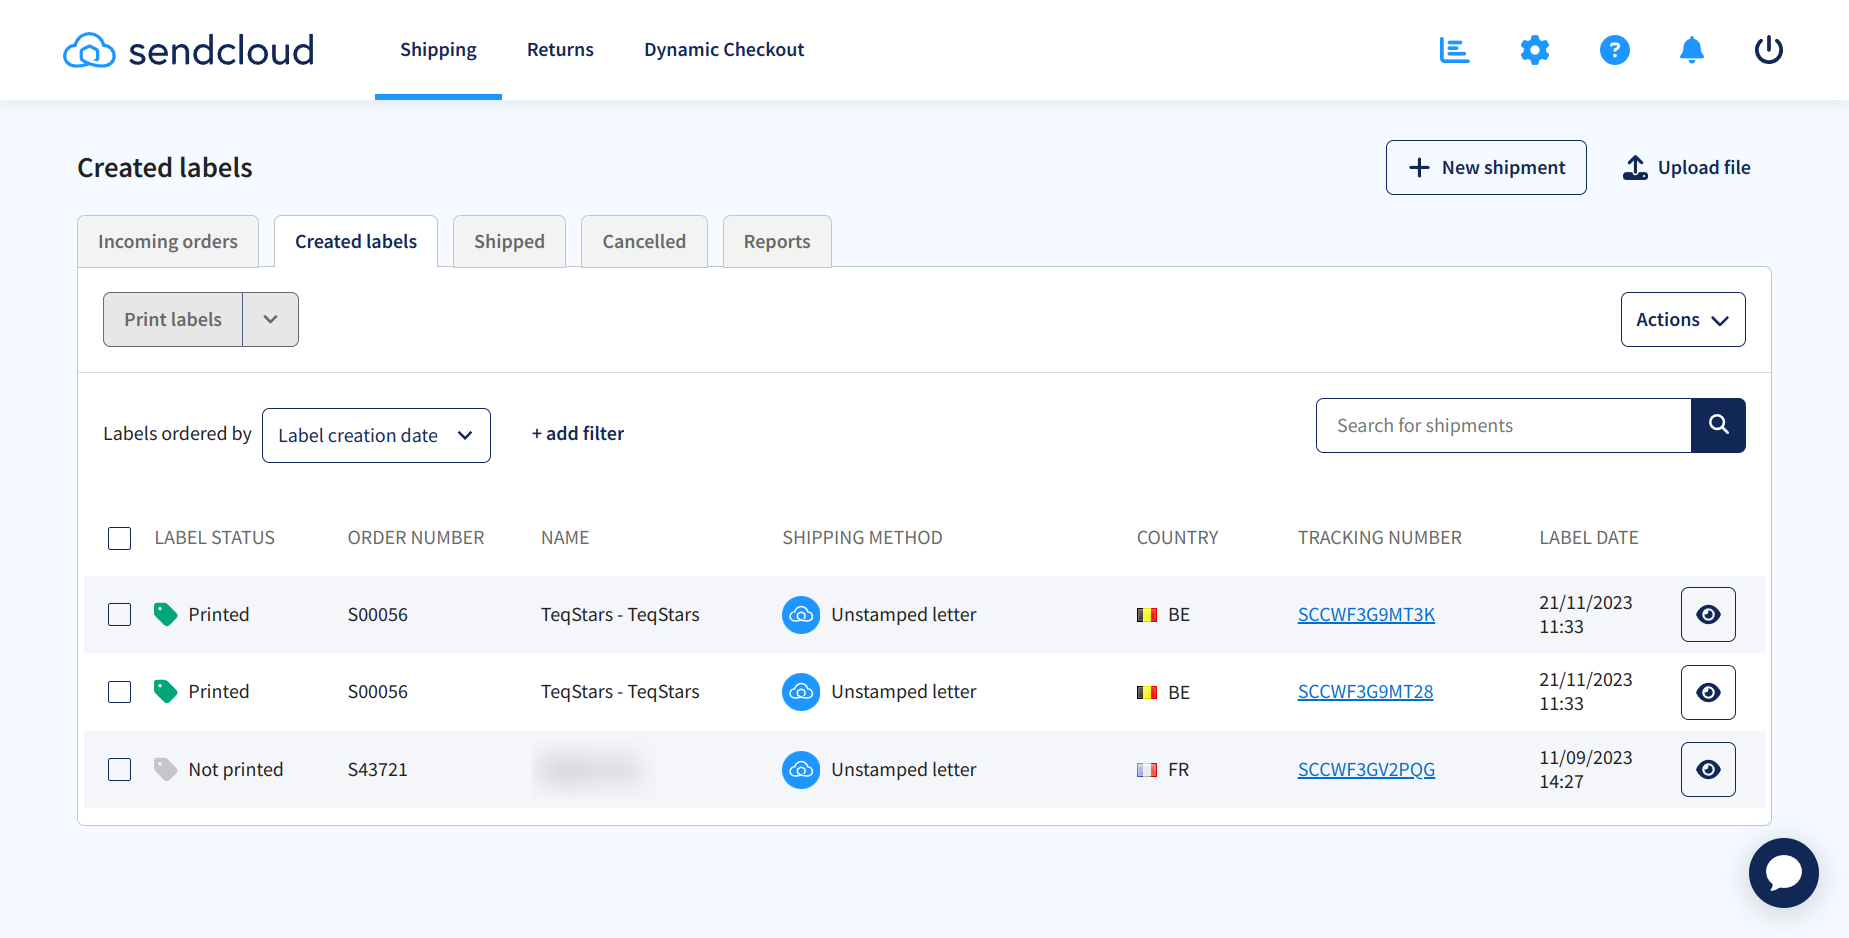 sendcloud Shipping Returns Dynamic Checkout
Created labels
+ New shipment Upload file
Incoming orders Created labels Shipped Cancelled Reports
Print labels Actions
Labels ordered by Label creation date + add filter Search for shipments
LABEL STATUS ORDER NUMBER NAME SHIPPING METHOD COUNTRY TRACKING NUMBER LABEL DATE
Printed S00056 TeqStars - TeqStars Unstamped letter BE SCCWF3G9MT3K 21/11/2023
11:33
Printed S00056 TeqStars - TeqStars Unstamped letter BE SCCWF3G9MT28 21/11/2023
11:33
Not printed S43721 Unstamped letter FR SCCWF3GV2PQG 11/09/2023
14:27